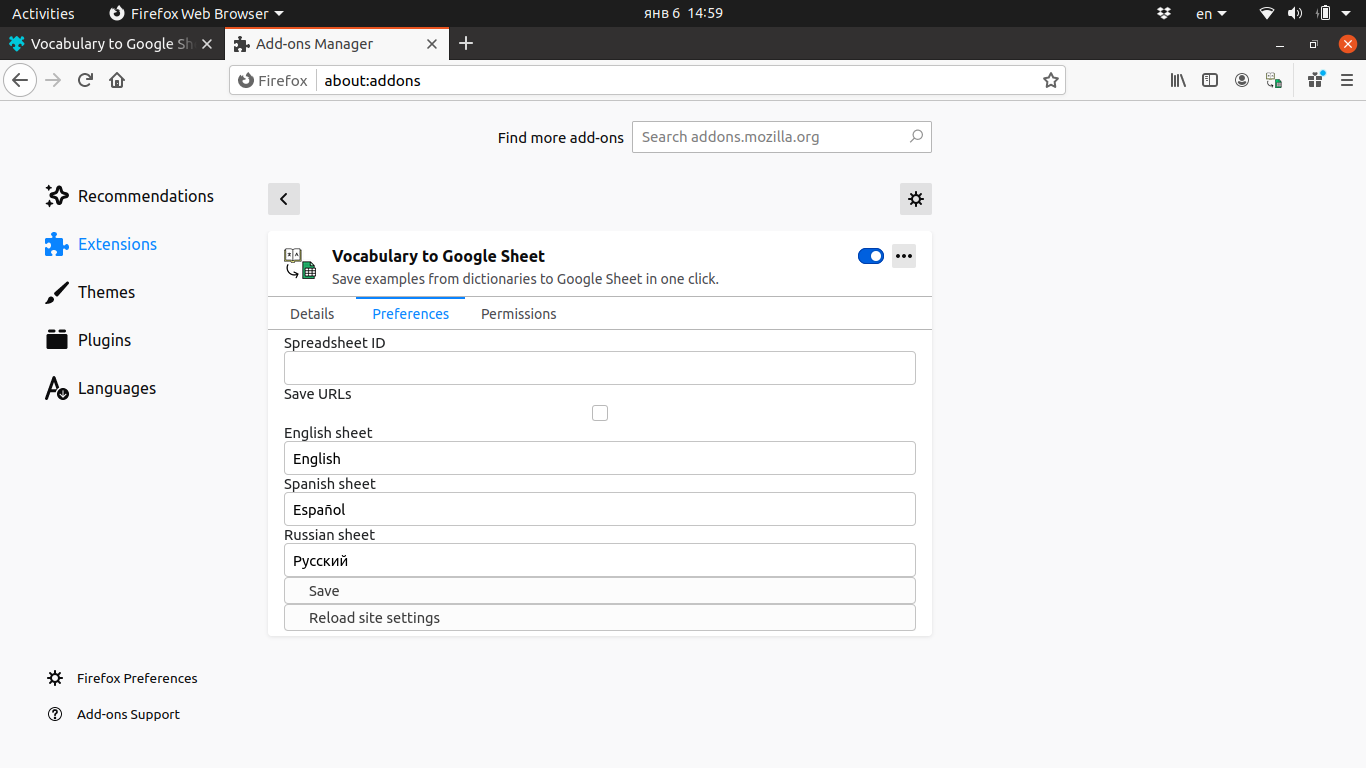 Activities Firefox Web Browser янв 6 14:59 en
Vocabulary to Google Sh Add-ons Manager
Firefox about:addons
Find more add-ons Search addons.mozilla.org
Recommendations
Extensions
Themes
Plugins
Languages
Vocabulary to Google Sheet
Save examples from dictionaries to Google Sheet in one click.
Details Preferences Permissions
Spreadsheet ID
Save URLs
English sheet
English
Spanish sheet
Español
Russian sheet
Русский
Save
Reload site settings
Firefox Preferences
Add-ons Support